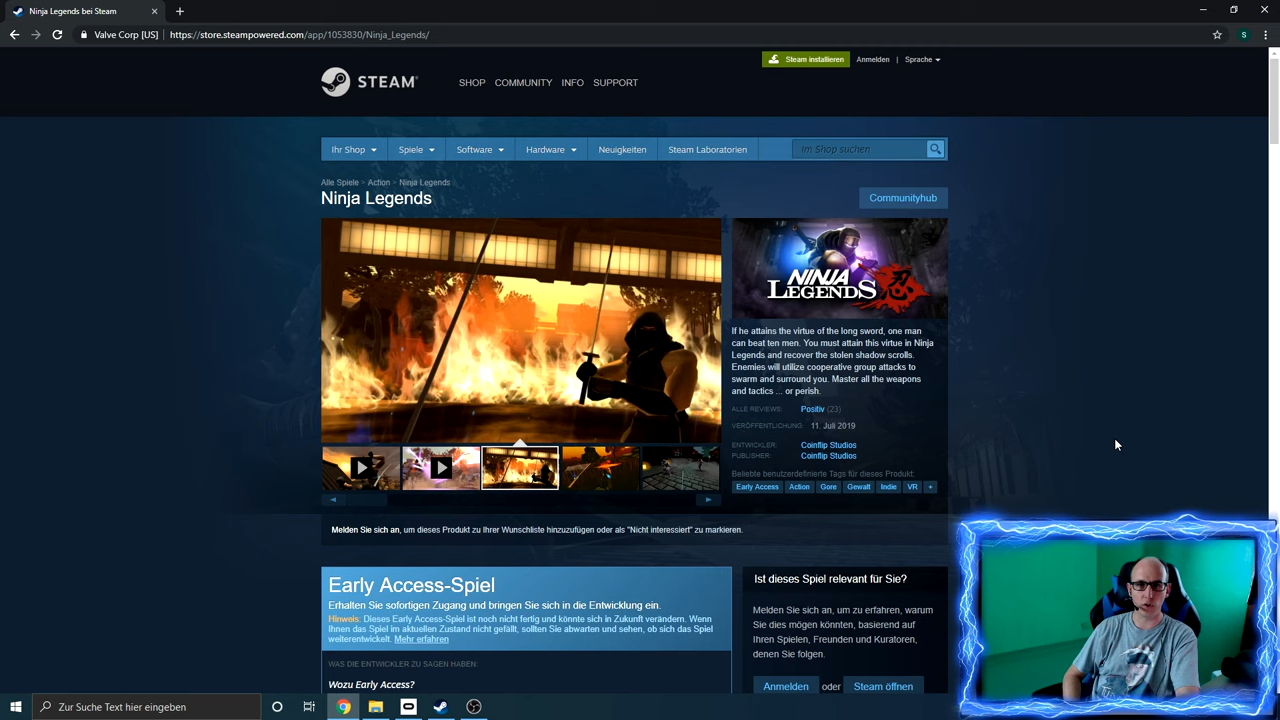 Ninja Legends bei Steam
Valve Corp [US] | https://store.steampowered.com/app/1053830/Ninja_Legends/
S
Steam installieren
Anmelden | Sprache
STEAM
SHOP COMMUNITY INFO SUPPORT
Ihr Shop Spiele Software Hardware Neuigkeiten Steam Laboratorien Im Shop suchen
Alle Spiele > Action > Ninja Legends
Ninja Legends
Communityhub
NINJA
LEGENDS 忍
If he attains the virtue of the long sword, one man
can beat ten men. You must attain this virtue in Ninja
Legends and recover the stolen shadow scrolls.
Enemies will utilize cooperative group attacks to
swarm and surround you. Master all the weapons
and tactics ... or perish.
ALLE REVIEWS: Positiv (23)
VERÖFFENTLICHUNG: 11. Juli 2019
ENTWICKLER: Coinflip Studios
PUBLISHER: Coinflip Studios
Beliebte benutzerdefinierte Tags für dieses Produkt:
Early Access Action Gore Gewalt Indie VR +
Melden Sie sich an, um dieses Produkt zu Ihrer Wunschliste hinzuzufügen oder als "Nicht interessiert" zu markieren.
Early Access-Spiel
Erhalten Sie sofortigen Zugang und bringen Sie sich in die Entwicklung ein.
Hinweis: Dieses Early Access-Spiel ist noch nicht fertig und könnte sich in Zukunft verändern. Wenn
Ihnen das Spiel im aktuellen Zustand nicht gefällt, sollten Sie abwarten und sehen, ob sich das Spiel
weiterentwickelt. Mehr erfahren
WAS DIE ENTWICKLER ZU SAGEN HABEN:
Wozu Early Access?
Ist dieses Spiel relevant für Sie?
Melden Sie sich an, um zu erfahren, warum
Sie dies mögen könnten, basierend auf
Ihren Spielen, Freunden und Kuratoren,
denen Sie folgen.
Anmelden oder Steam öffnen
Zur Suche Text hier eingeben